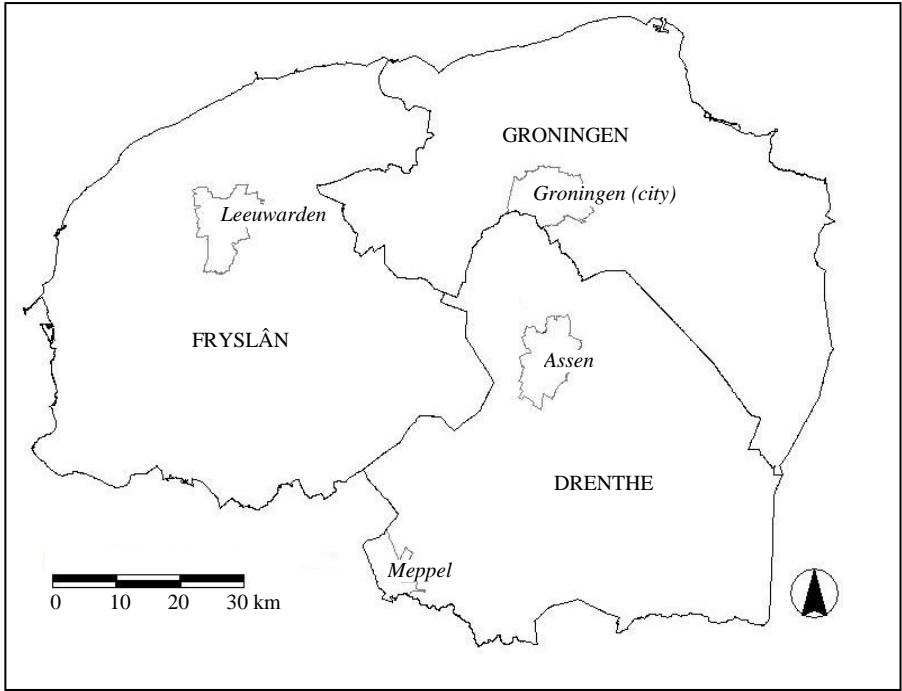 GRONINGEN
Groningen (city)
Leeuwarden
FRYSLÂN
Assen
DRENTHE
Meppel
0 10 20 30 km